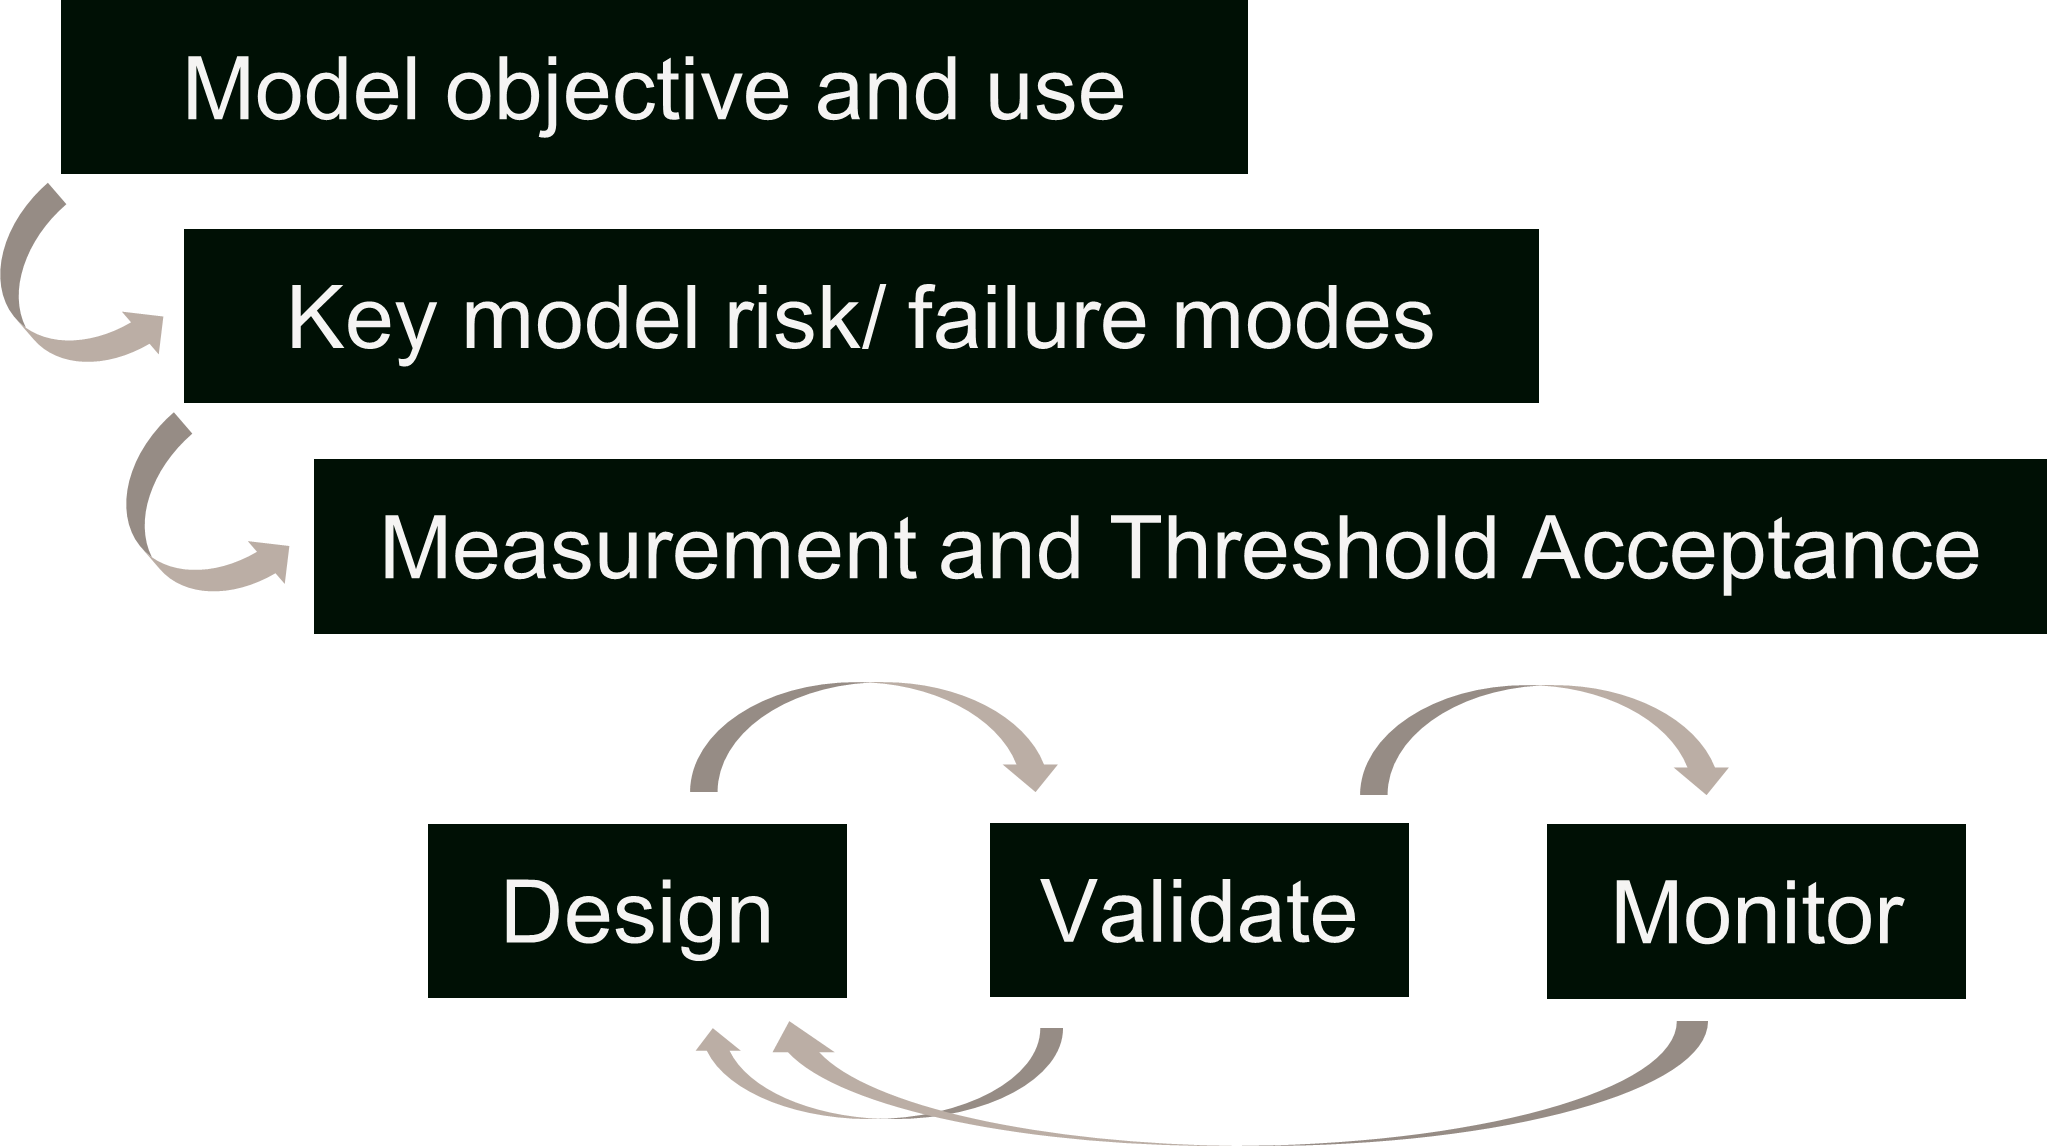 Model objective and use
Key model risk/ failure modes
Measurement and Threshold Acceptance
Design
Validate
Monitor